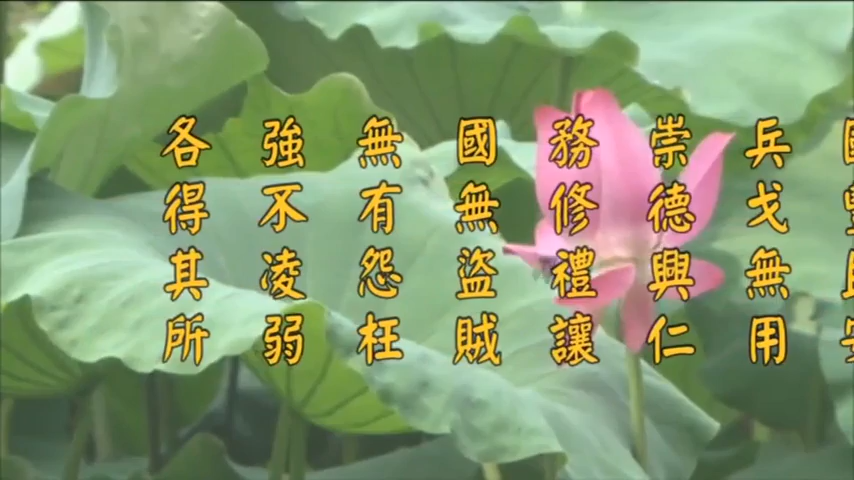 兵戈無用
崇德興仁
務修禮讓
國無盜賊
無有怨枉
強不凌弱
各得其所